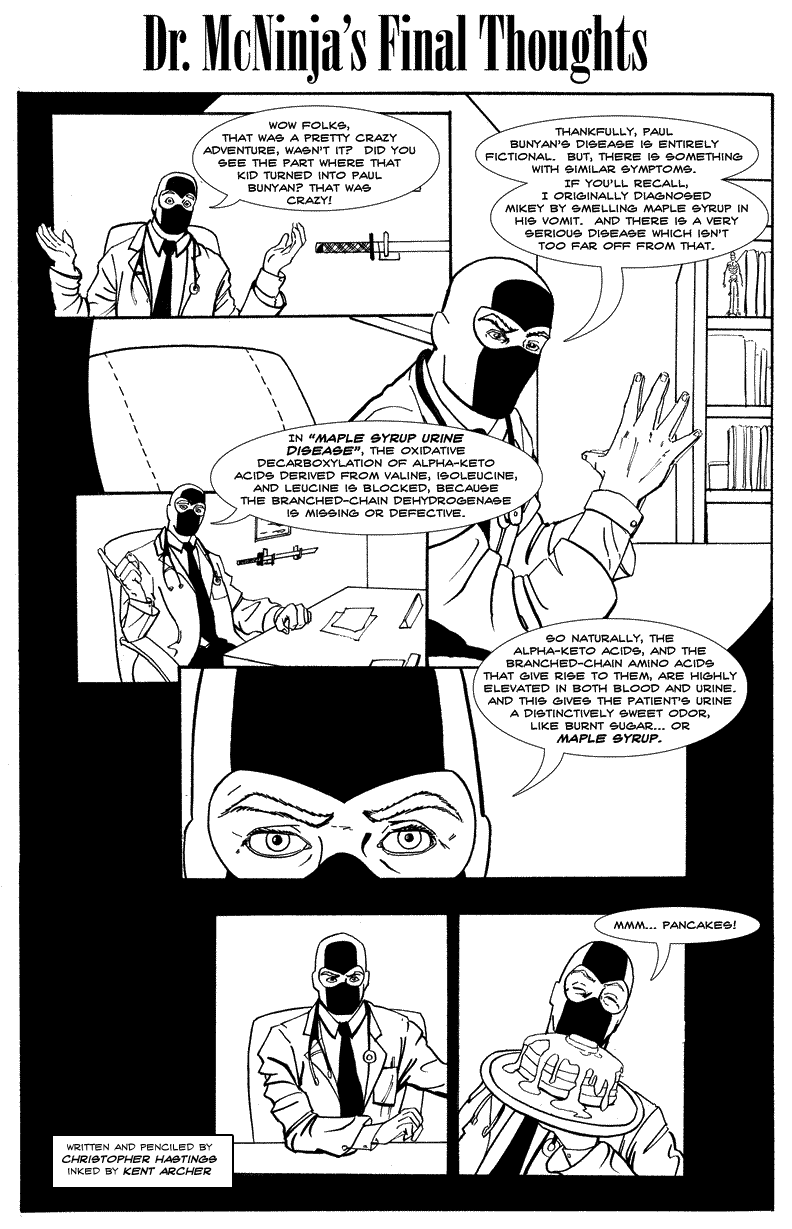 Dr. McNinja's Final Thoughts
WOW FOLKS,
THAT WAS A PRETTY CRAZY
ADVENTURE, WASN'T IT? DID YOU
SEE THE PART WHERE THAT
KID TURNED INTO PAUL
BUNYAN? THAT WAS
CRAZY!
THANKFULLY, PAUL
BUNYAN'S DISEASE IS ENTIRELY
FICTIONAL. BUT, THERE IS SOMETHING
WITH SIMILAR SYMPTOMS.
IF YOU'LL RECALL,
I ORIGINALLY DIAGNOSED
MIKEY BY SMELLING MAPLE SYRUP IN
HIS VOMIT. AND THERE IS A VERY
SERIOUS DISEASE WHICH ISN'T
TOO FAR OFF FROM THAT.
IN "MAPLE SYRUP URINE
DISEASE", THE OXIDATIVE
DECARBOXYLATION OF ALPHA-KETO
ACIDS DERIVED FROM VALINE, ISOLEUCINE,
AND LEUCINE IS BLOCKED, BECAUSE
THE BRANCHED-CHAIN DEHYDROGENASE
IS MISSING OR DEFECTIVE.
SO NATURALLY, THE
ALPHA-KETO ACIDS, AND THE
BRANCHED-CHAIN AMINO ACIDS
THAT GIVE RISE TO THEM, ARE HIGHLY
ELEVATED IN BOTH BLOOD AND URINE.
AND THIS GIVES THE PATIENT'S URINE
A DISTINCTIVELY SWEET ODOR,
LIKE BURNT SUGAR... OR
MAPLE SYRUP.
MMM... PANCAKES!
WRITTEN AND PENCILED BY
CHRISTOPHER HASTINGS
INKED BY KENT ARCHER